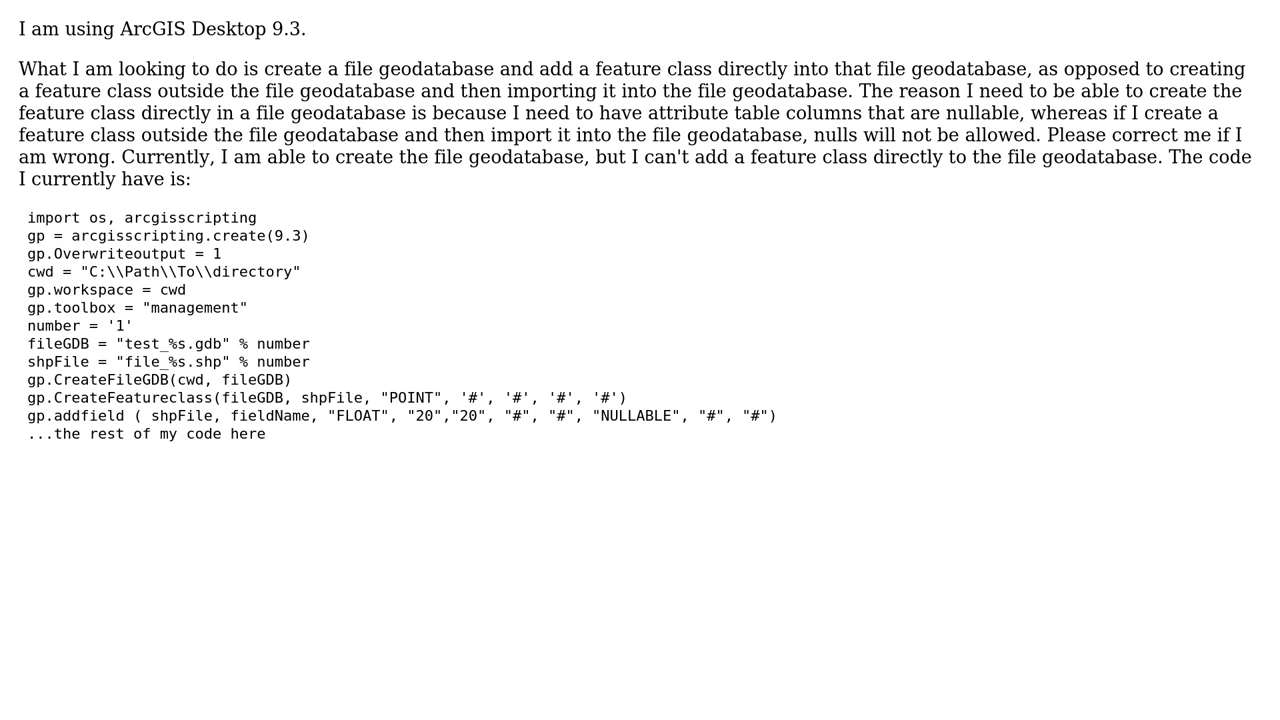 I am using ArcGIS Desktop 9.3.
What I am looking to do is create a file geodatabase and add a feature class directly into that file geodatabase, as opposed to creating
a feature class outside the file geodatabase and then importing it into the file geodatabase. The reason I need to be able to create the
feature class directly in a file geodatabase is because I need to have attribute table columns that are nullable, whereas if I create a
feature class outside the file geodatabase and then import it into the file geodatabase, nulls will not be allowed. Please correct me if I
am wrong. Currently, I am able to create the file geodatabase, but I can't add a feature class directly to the file geodatabase. The code
I currently have is:
import os, arcgisscripting
gp = arcgisscripting.create(9.3)
gp.Overwriteoutput = 1
cwd = "C:\\Path\\To\\directory"
gp.workspace = cwd
gp.toolbox = "management"
number = '1'
fileGDB = "test_%s.gdb" % number
shpFile = "file_%s.shp" % number
gp.CreateFileGDB(cwd, fileGDB)
gp.CreateFeatureclass(fileGDB, shpFile, "POINT", '#', '#', '#', '#')
gp.addfield ( shpFile, fieldName, "FLOAT", "20","20", "#", "#", "NULLABLE", "#", "#")
...the rest of my code here